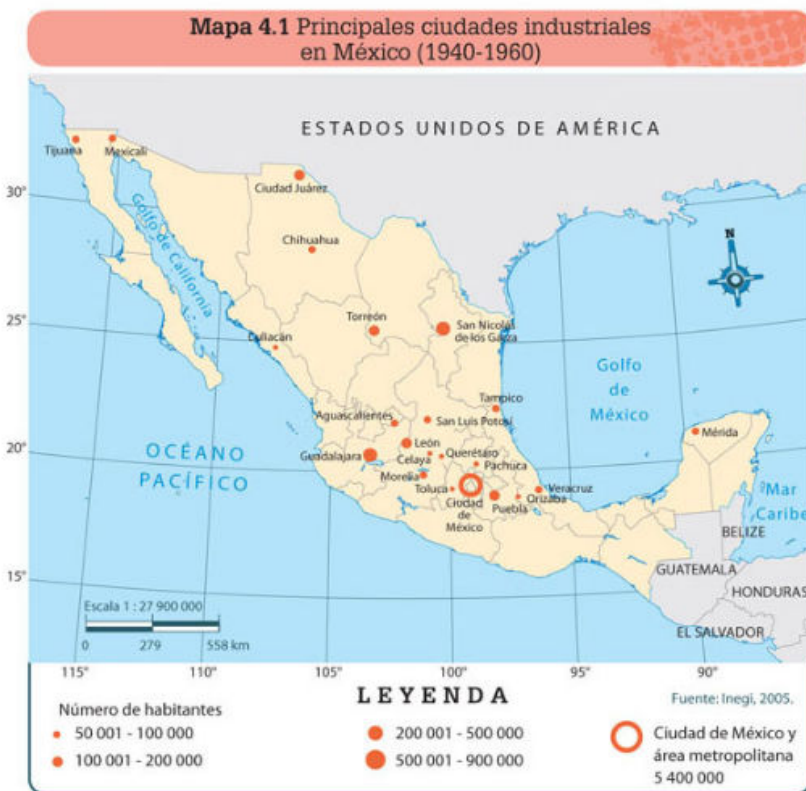 Mapa 4.1 Principales ciudades industriales
en México (1940-1960)
ESTADOS UNIDOS DE AMÉRICA
Tijuana
Mexicali
Ciudad Juárez
30°
Golfo de California
Chihuahua
N
25°
Torreón
San Nicolás
de los Garza
Culiacán
Golfo
de
México
Tampico
Aguascalientes
San Luis Potosí
Mérida
20°
OCÉANO
PACÍFICO
Guadalajara
León
Celaya
Querétaro
Pachuca
Morelia
Toluca
Ciudad
de
México
Puebla
Orizaba
Veracruz
Mar
Caribe
BELIZE
GUATEMALA
HONDURAS
EL SALVADOR
15°
Escala 1 : 27 900 000
0 279 558 km
115° 110° 105° 100° 95° 90°
LEYENDA
Fuente: Inegi, 2005.
Número de habitantes
50 001 - 100 000
100 001 - 200 000
200 001 - 500 000
500 001 - 900 000
Ciudad de México y
área metropolitana
5 400 000